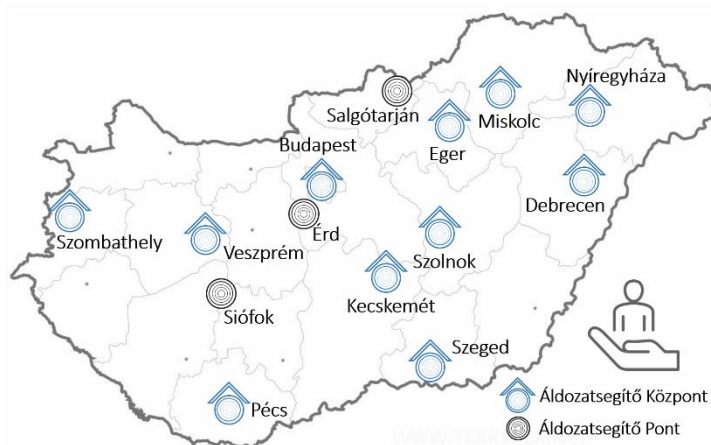 Nyíregyháza
Salgótarján
Miskolc
Budapest
Eger
Debrecen
Szombathely
Veszprém
Érd
Szolnok
Siófok
Kecskemét
Szeged
Pécs
Áldozatsegítő Központ
Áldozatsegítő Pont